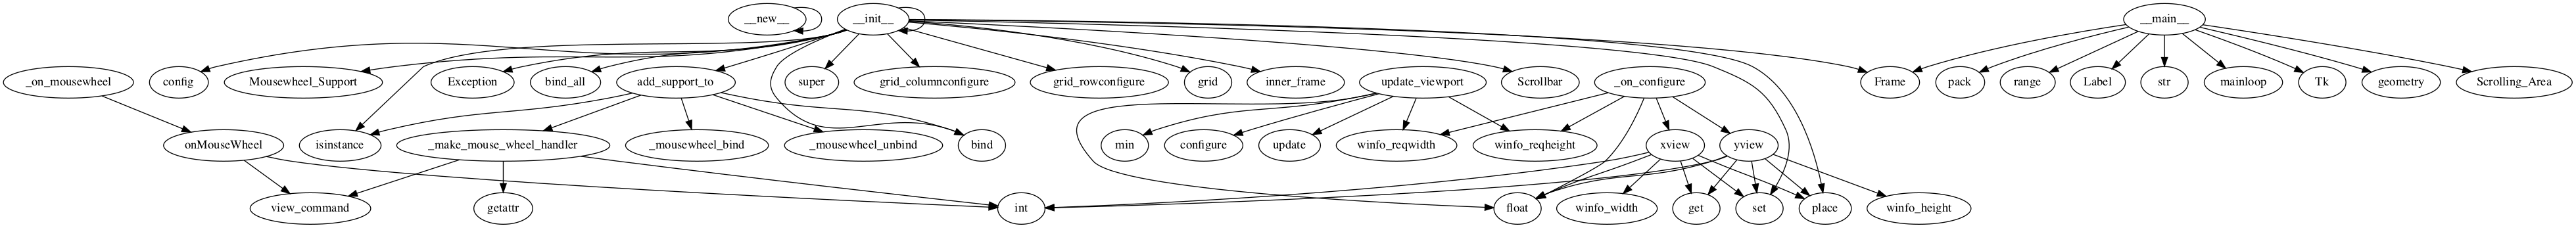 __new__
__init__
__main__
_on_mousewheel
config
Mousewheel_Support
Exception
bind_all
add_support_to
super
grid_columnconfigure
grid_rowconfigure
grid
inner_frame
update_viewport
Scrollbar
_on_configure
Frame
pack
range
Label
str
mainloop
Tk
geometry
Scrolling_Area
onMouseWheel
isinstance
_make_mouse_wheel_handler
_mousewheel_bind
_mousewheel_unbind
bind
min
configure
update
winfo_reqwidth
winfo_reqheight
xview
yview
view_command
getattr
int
float
winfo_width
get
set
place
winfo_height